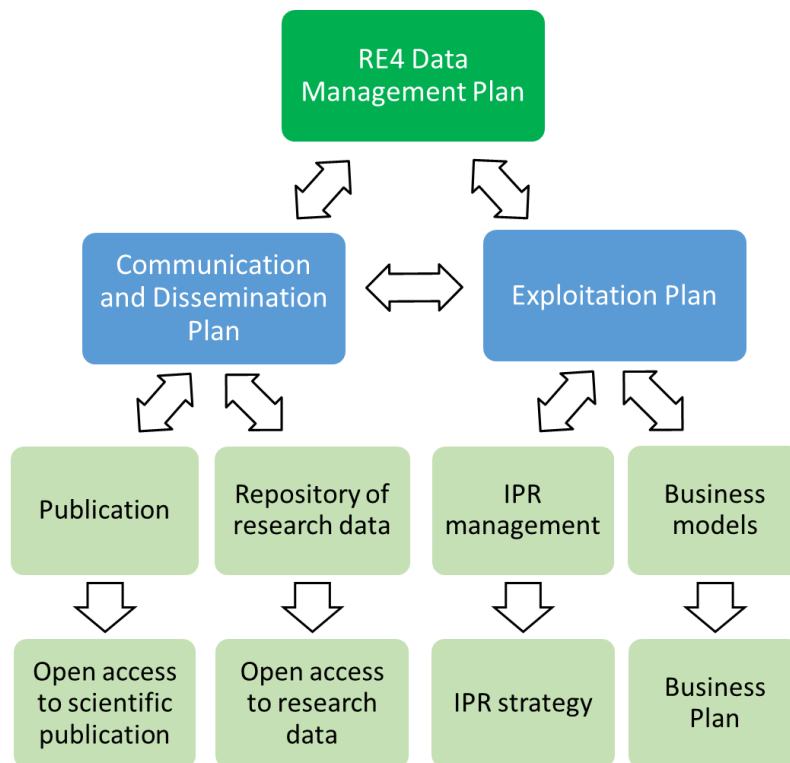 RE4 Data
Management Plan
Communication
and Dissemination
Plan
Exploitation Plan
Publication
Repository of
research data
IPR
management
Business
models
Open access
to scientific
publication
Open access
to research
data
IPR strategy
Business
Plan